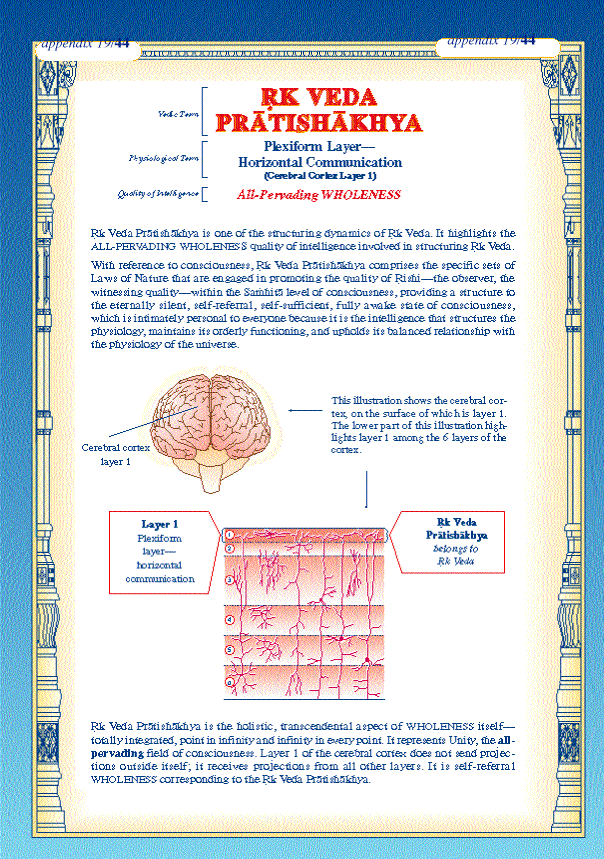 appendix 19/44
appendix 19/44
Vedic Term
ṚK VEDA
PRĀTISHĀKHYA
Physiological Term
Plexiform Layer—
Horizontal Communication
(Cerebral Cortex Layer 1)
Quality of Intelligence
All-Pervading WHOLENESS
Ṛk Veda Prātishākhya is one of the structuring dynamics of Ṛk Veda. It highlights the
ALL-PERVADING WHOLENESS quality of intelligence involved in structuring Ṛk Veda.
With reference to consciousness, Ṛk Veda Prātishākhya comprises the specific sets of
Laws of Nature that are engaged in promoting the quality of Rishi—the observer, the
witnessing quality—within the Saṁhitā level of consciousness, providing a structure to
the eternally silent, self-referral, self-sufficient, fully awake state of consciousness,
which is intimately personal to everyone because it is the intelligence that structures the
physiology, maintains its orderly functioning, and upholds its balanced relationship with
the physiology of the universe.
This illustration shows the cerebral cor-
tex, on the surface of which is layer 1.
The lower part of this illustration high-
lights layer 1 among the 6 layers of the
cortex.
Cerebral cortex
layer 1
Layer 1
Plexiform
layer—
horizontal
communication
1
2
3
4
5
6
Ṛk Veda
Prātishākhya
belongs to
Ṛk Veda
Ṛk Veda Prātishākhya is the holistic, transcendental aspect of WHOLENESS itself—
totally integrated, point in infinity and infinity in every point. It represents Unity, the all-
pervading field of consciousness. Layer 1 of the cerebral cortex does not send projec-
tions outside itself; it receives projections from all other layers. It is self-referral
WHOLENESS corresponding to the Ṛk Veda Prātishākhya.